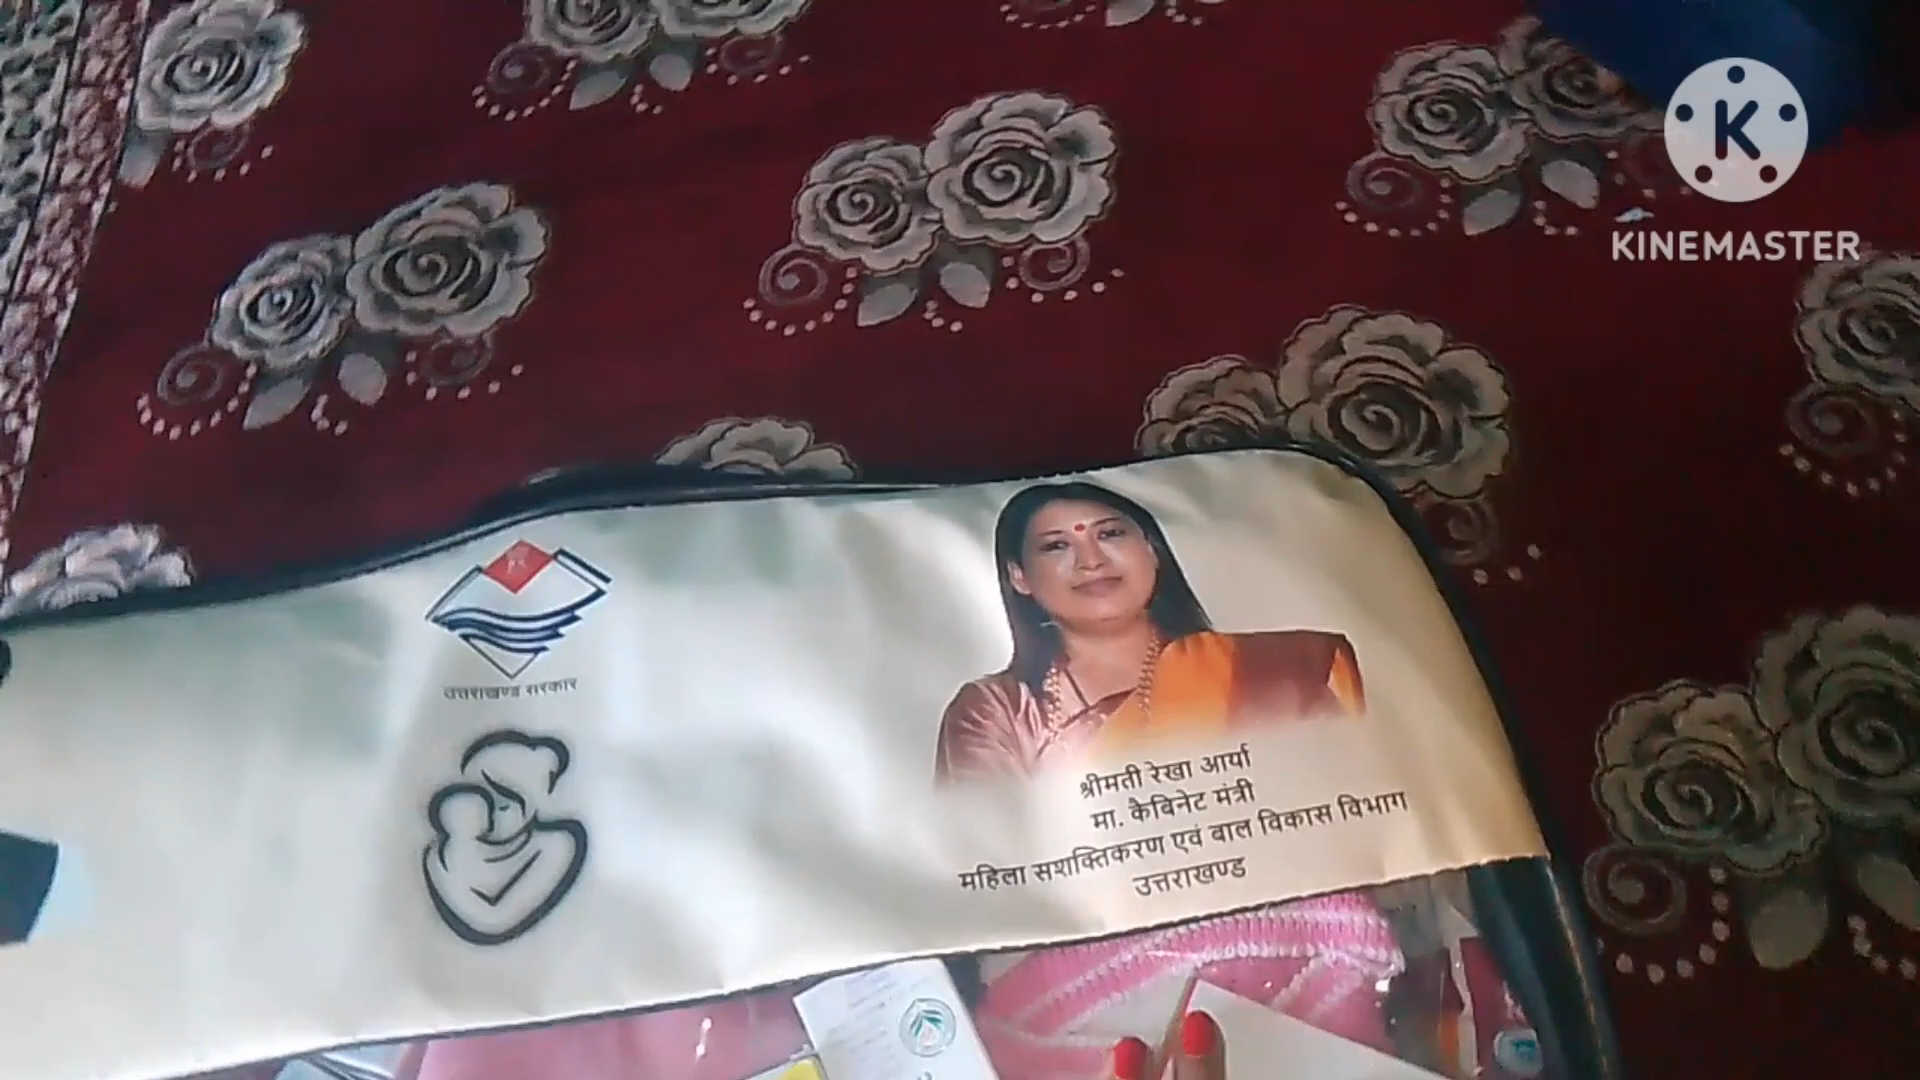 KINEMASTER
उत्तराखण्ड सरकार
श्रीमती रेखा आर्या
मा. कैबिनेट मंत्री
महिला सशक्तिकरण एवं बाल विकास विभाग
उत्तराखण्ड